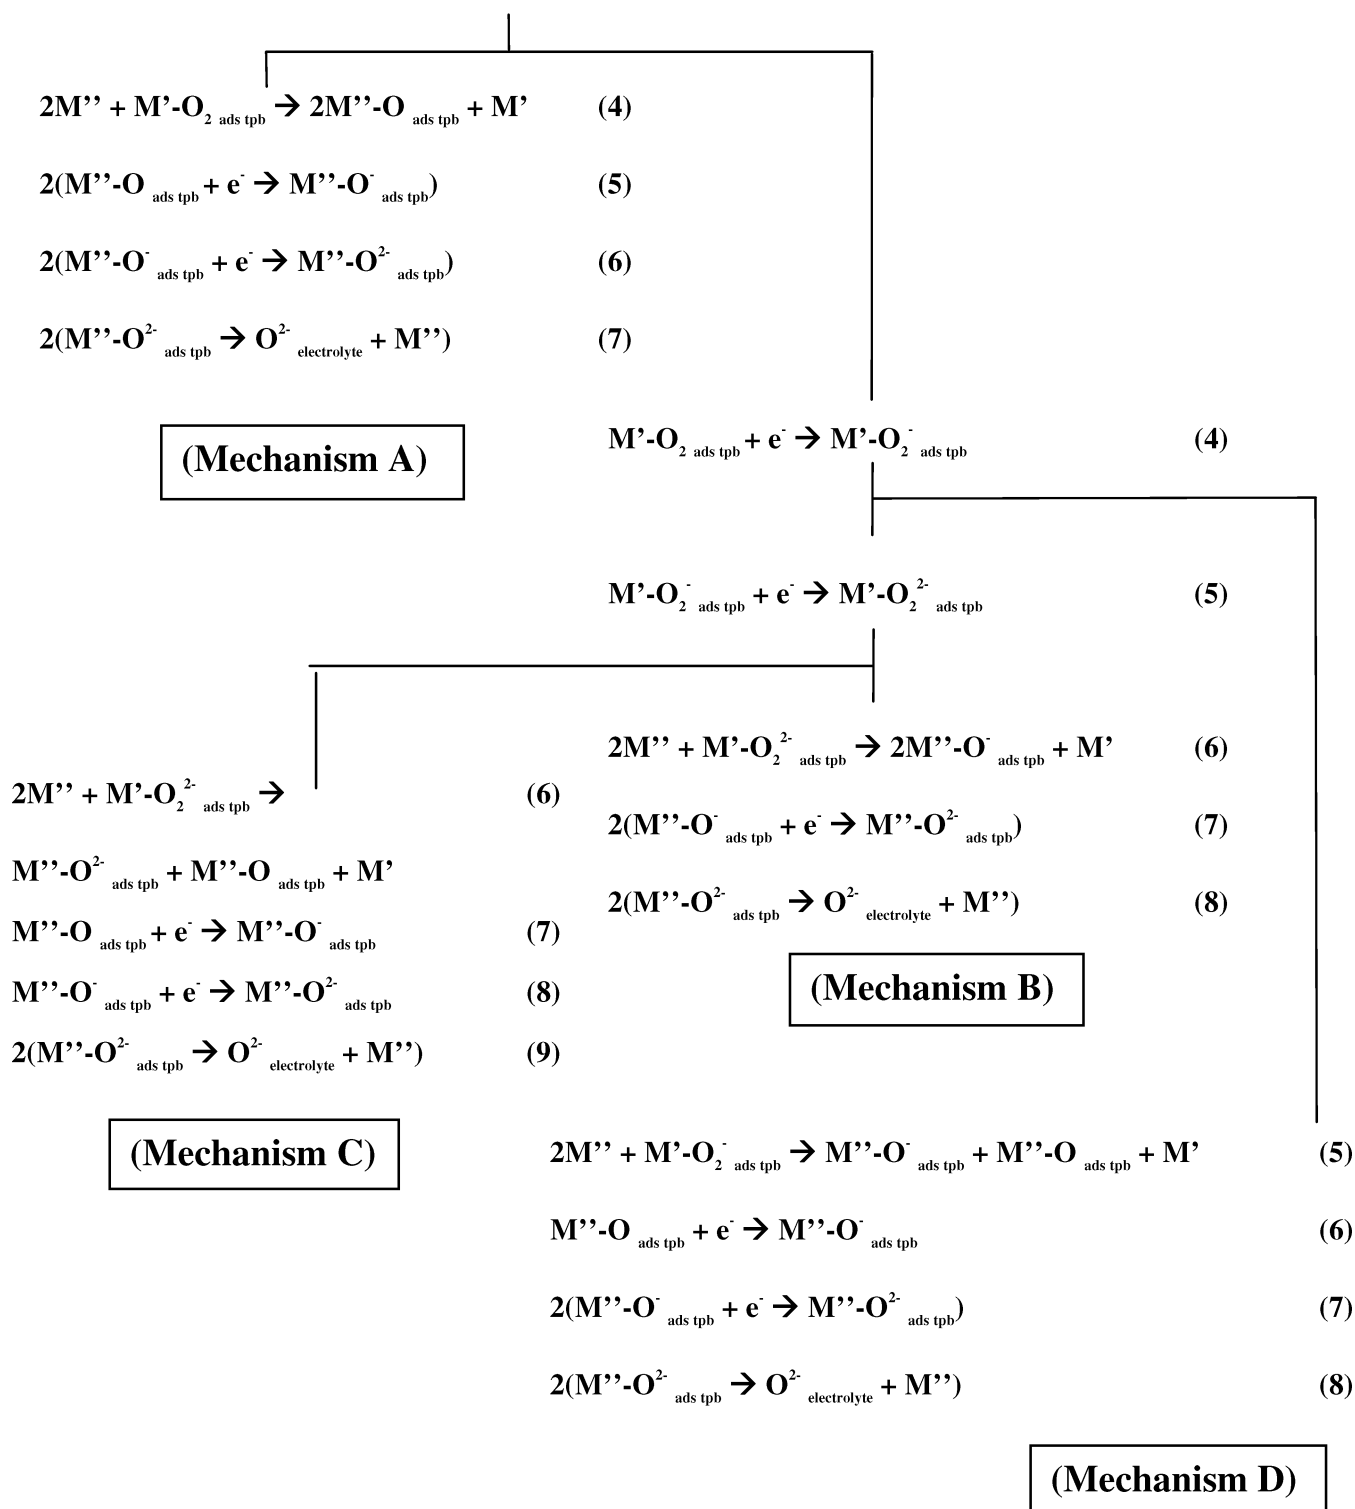 2M’’ + M’-O₂ ads tpb → 2M’’-O ads tpb + M’ (4)
2(M’’-O ads tpb + e⁻ → M’’-O⁻ ads tpb) (5)
2(M’’-O⁻ ads tpb + e⁻ → M’’-O²⁻ ads tpb) (6)
2(M’’-O²⁻ ads tpb → O²⁻ electrolyte + M’’) (7)
(Mechanism A)
M’-O₂ ads tpb + e⁻ → M’-O₂⁻ ads tpb (4)
M’-O₂⁻ ads tpb + e⁻ → M’-O₂²⁻ ads tpb (5)
2M’’ + M’-O₂²⁻ ads tpb → 2M’’-O⁻ ads tpb + M’ (6)
2(M’’-O⁻ ads tpb + e⁻ → M’’-O²⁻ ads tpb) (7)
2(M’’-O²⁻ ads tpb → O²⁻ electrolyte + M’’) (8)
(Mechanism B)
2M’’ + M’-O₂²⁻ ads tpb → (6)
M’’-O²⁻ ads tpb + M’’-O ads tpb + M’
M’’-O ads tpb + e⁻ → M’’-O⁻ ads tpb (7)
M’’-O⁻ ads tpb + e⁻ → M’’-O²⁻ ads tpb (8)
2(M’’-O²⁻ ads tpb → O²⁻ electrolyte + M’’) (9)
(Mechanism C)
2M’’ + M’-O₂⁻ ads tpb → M’’-O⁻ ads tpb + M’’-O ads tpb + M’ (5)
M’’-O ads tpb + e⁻ → M’’-O⁻ ads tpb (6)
2(M’’-O⁻ ads tpb + e⁻ → M’’-O²⁻ ads tpb) (7)
2(M’’-O²⁻ ads tpb → O²⁻ electrolyte + M’’) (8)
(Mechanism D)